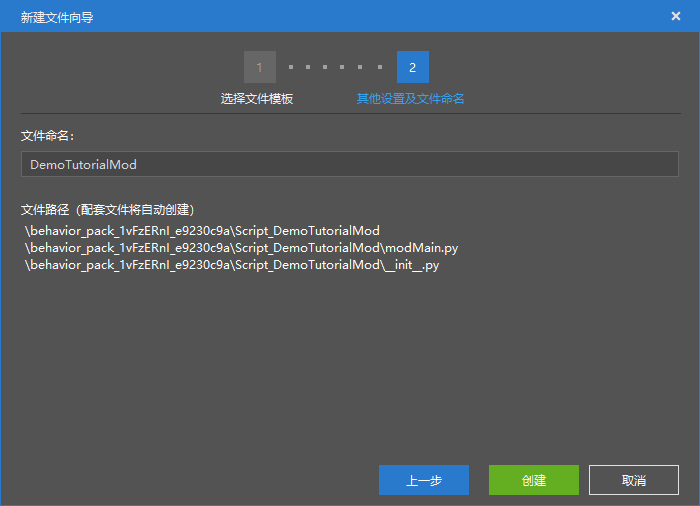 新建文件向导
1
2
选择文件模板
其他设置及文件命名
文件命名:
DemoTutorialMod
文件路径（配套文件将自动创建）
\behavior_pack_1vFzERnI_e9230c9a\Script_DemoTutorialMod
\behavior_pack_1vFzERnI_e9230c9a\Script_DemoTutorialMod\modMain.py
\behavior_pack_1vFzERnI_e9230c9a\Script_DemoTutorialMod\__init__.py
上一步
创建
取消